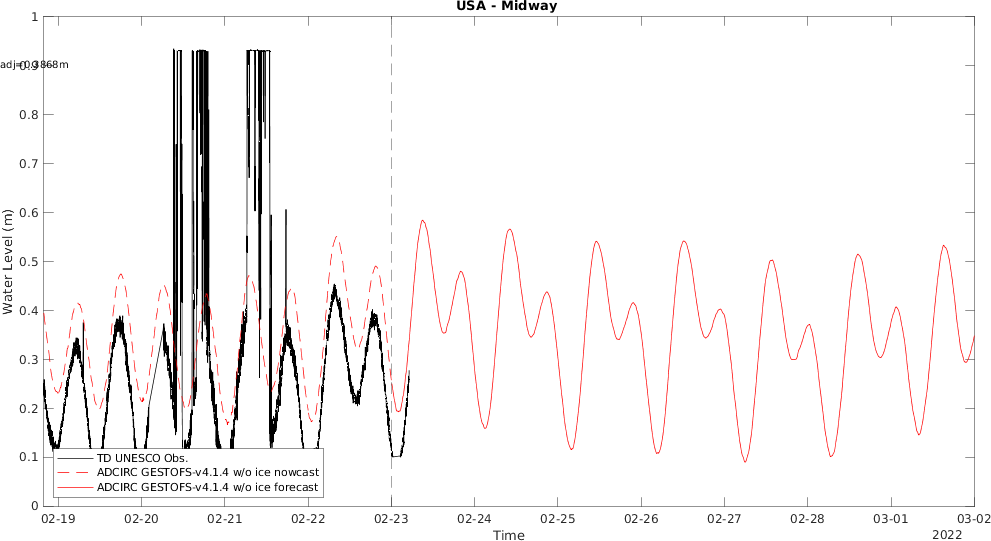 USA - Midway
1
adj=0.3868m
0.9
0.8
0.7
0.6
0.5
0.4
0.3
0.2
0.1
0
Water Level (m)
TD UNESCO Obs.
ADCIRC GESTOFS-v4.1.4 w/o ice nowcast
ADCIRC GESTOFS-v4.1.4 w/o ice forecast
02-19 02-20 02-21 02-22 02-23 02-24 02-25 02-26 02-27 02-28 03-01 03-02
Time
2022